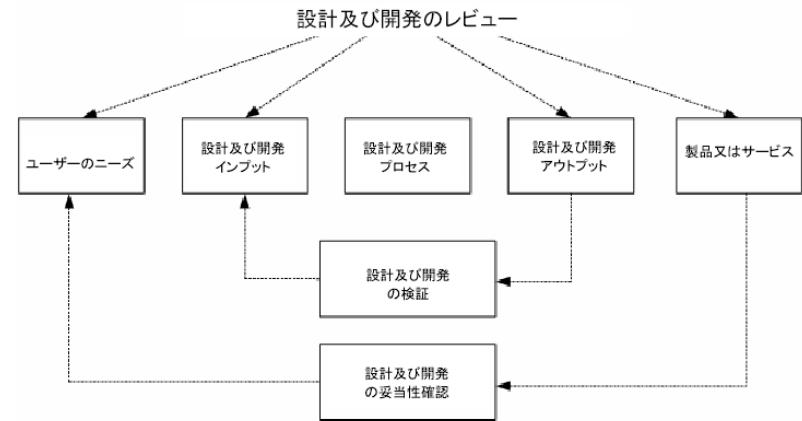 設計及び開発のレビュー
ユーザーのニーズ
設計及び開発
インプット
設計及び開発
プロセス
設計及び開発
アウトプット
製品又はサービス
設計及び開発
の検証
設計及び開発
の妥当性確認